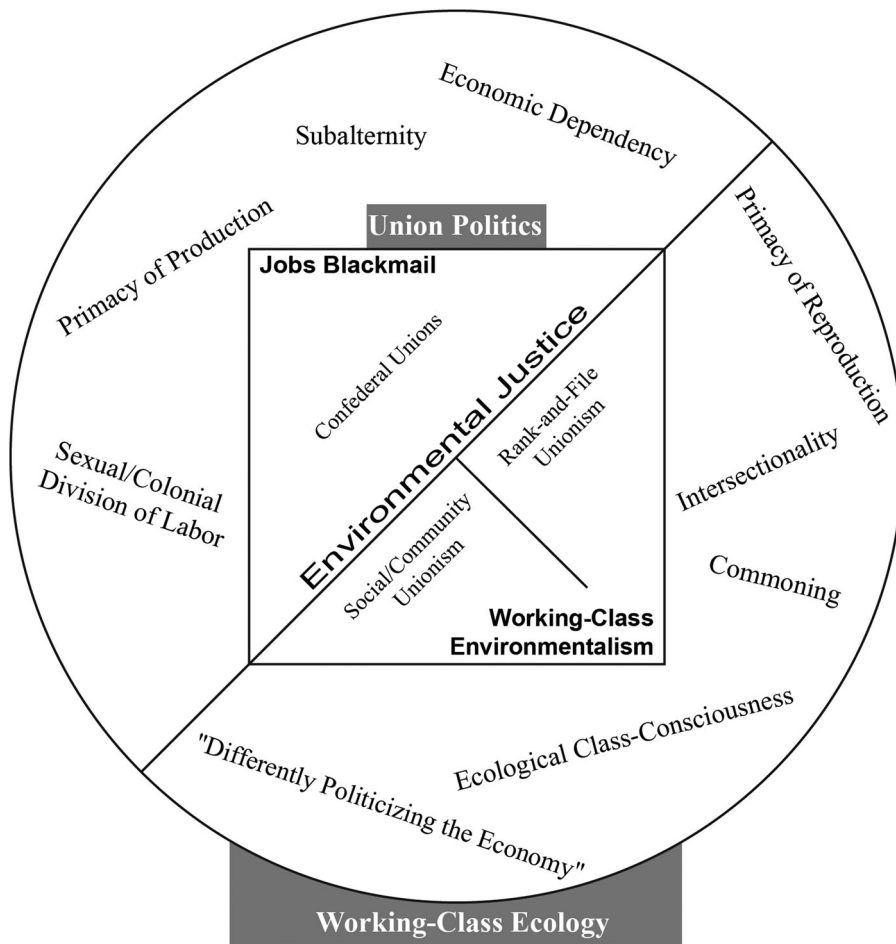 Economic Dependency
Subalternity
Primacy of Production
Primacy of Reproduction
Union Politics
Jobs Blackmail
Confederal Unions
Environmental Justice
Rank-and-File
Unionism
Sexual/Colonial
Division of Labor
Intersectionality
Social/Community
Unionism
Commoning
Working-Class
Environmentalism
Ecological Class-Consciousness
"Differently Politicizing the Economy"
Working-Class Ecology